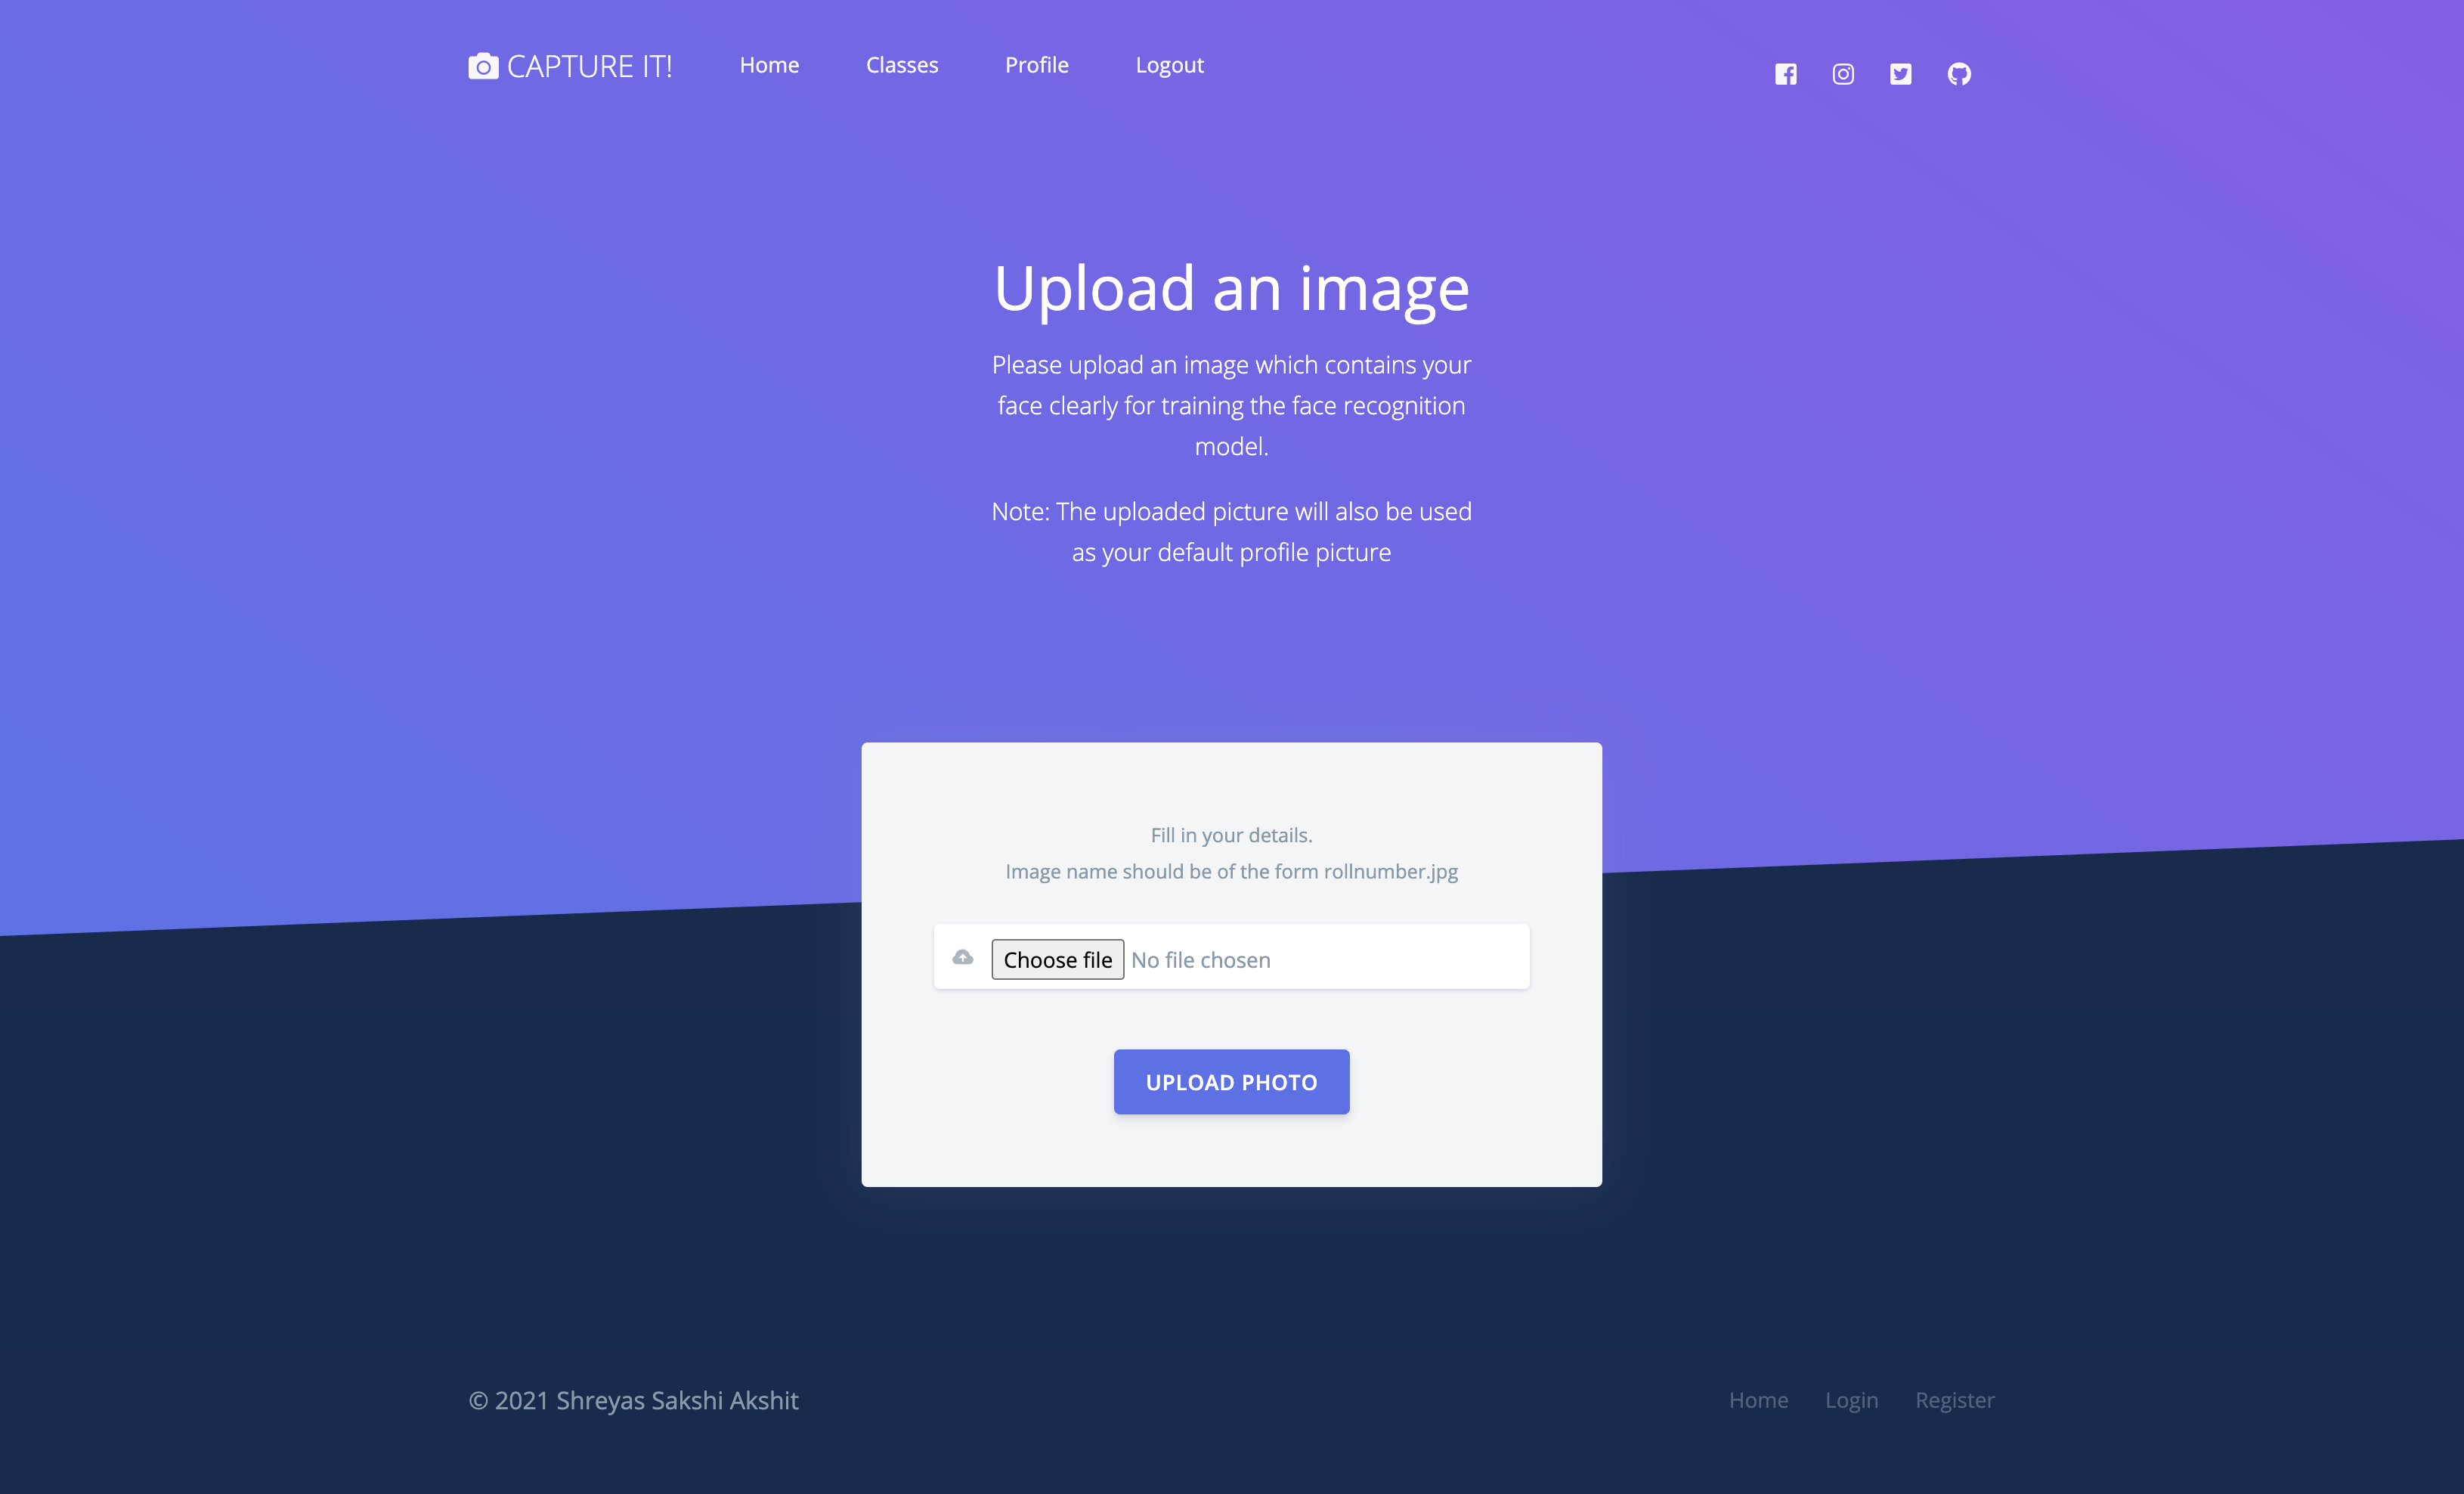 CAPTURE IT! Home Classes Profile Logout
Upload an image
Please upload an image which contains your
face clearly for training the face recognition
model.
Note: The uploaded picture will also be used
as your default profile picture
Fill in your details.
Image name should be of the form rollnumber.jpg
Choose file No file chosen
UPLOAD PHOTO
© 2021 Shreyas Sakshi Akshit Home Login Register